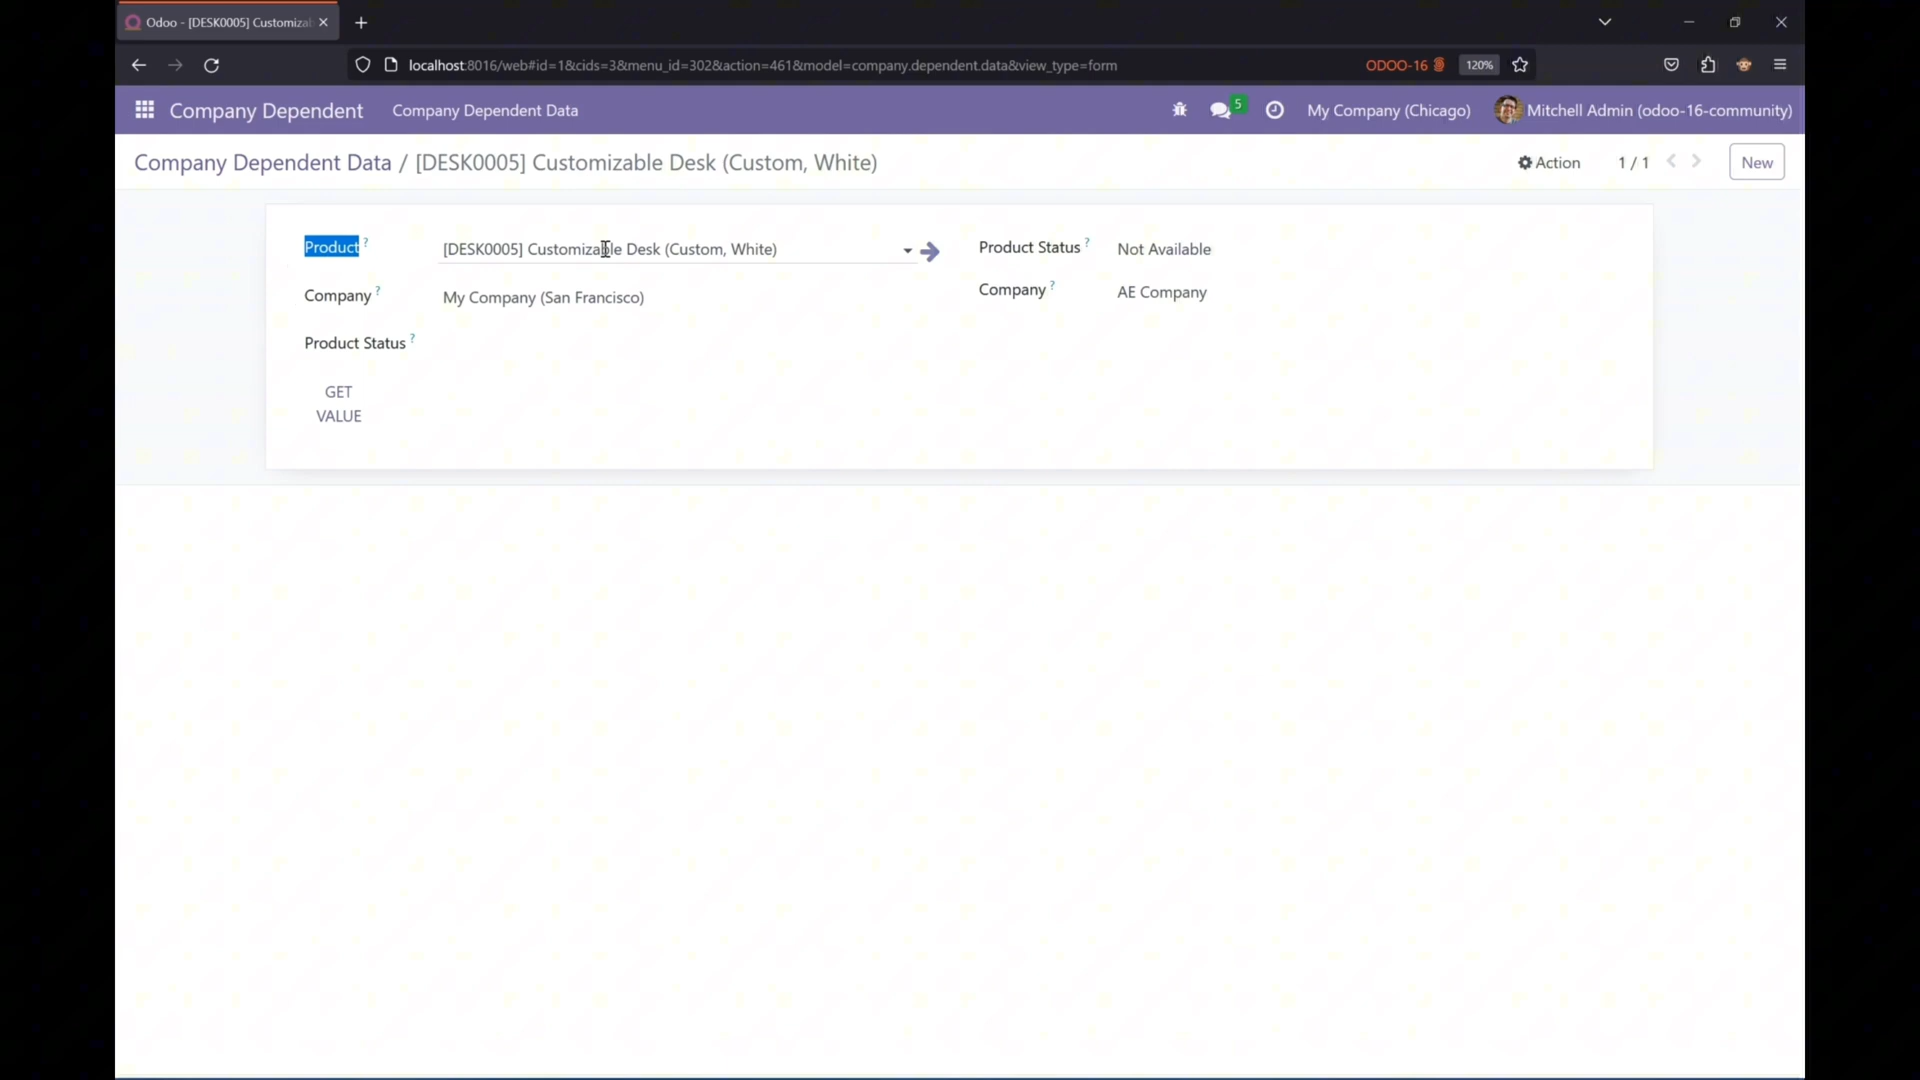 Odoo - [DESK0005] Customizab
localhost:8016/web#id=1&cids=3&menu_id=302&action=461&model=company.dependent.data&view_type=form
ODOO-16
120%
Company Dependent
Company Dependent Data
5
My Company (Chicago)
Mitchell Admin (odoo-16-community)
Company Dependent Data / [DESK0005] Customizable Desk (Custom, White)
Action
1 / 1
New
Product ?
[DESK0005] Customizable Desk (Custom, White)
Product Status ?
Not Available
Company ?
My Company (San Francisco)
Company ?
AE Company
Product Status ?
GET
VALUE